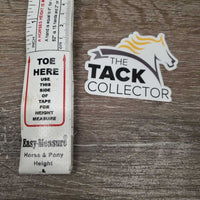 TOE
HERE
USE
THIS
SIDE
OF
TAPE
FOR
HEIGHT
MEASURE
Easy-Measure
Horse & Pony
Height
THE
TACK
COLLECTOR